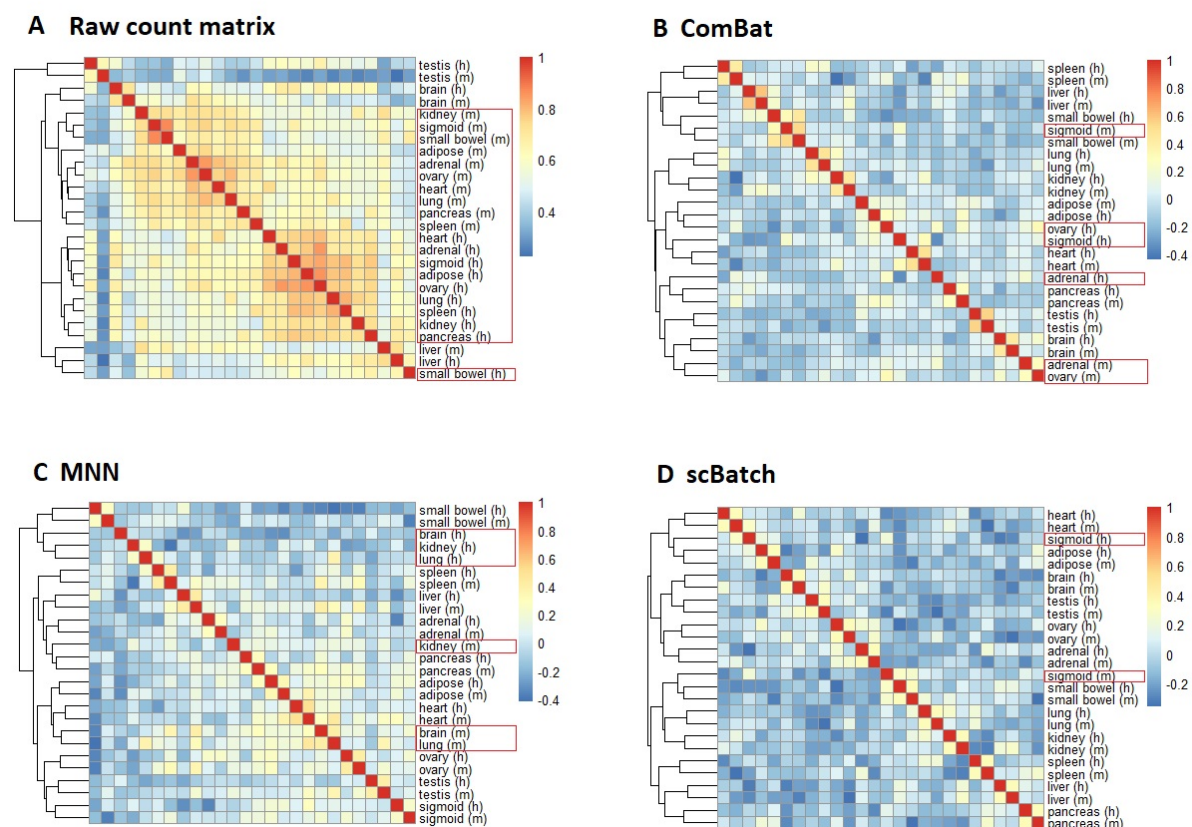 A Raw count matrix
testis (h)
testis (m)
brain (h)
brain (m)
kidney (m)
sigmoid (m)
small bowel (m)
adipose (m)
adrenal (m)
ovary (m)
heart (m)
lung (m)
pancreas (m)
spleen (m)
heart (h)
adrenal (h)
sigmoid (h)
adipose (h)
ovary (h)
lung (h)
spleen (h)
kidney (h)
pancreas (h)
liver (m)
liver (h)
small bowel (h)
1
0.8
0.6
0.4
B ComBat
spleen (h)
spleen (m)
liver (h)
liver (m)
small bowel (h)
sigmoid (m)
small bowel (m)
lung (h)
lung (m)
kidney (h)
kidney (m)
adipose (m)
adipose (h)
ovary (h)
sigmoid (h)
heart (h)
heart (m)
adrenal (h)
pancreas (h)
pancreas (m)
testis (h)
testis (m)
brain (h)
brain (m)
adrenal (m)
ovary (m)
1
0.8
0.6
0.4
0.2
0
-0.2
-0.4
C MNN
small bowel (h)
small bowel (m)
brain (h)
kidney (h)
lung (h)
spleen (h)
spleen (m)
liver (h)
liver (m)
adrenal (h)
adrenal (m)
kidney (m)
pancreas (h)
pancreas (m)
adipose (h)
adipose (m)
heart (h)
heart (m)
brain (m)
lung (m)
ovary (h)
ovary (m)
testis (h)
testis (m)
sigmoid (h)
sigmoid (m)
1
0.8
0.6
0.4
0.2
0
-0.2
-0.4
D scBatch
heart (h)
heart (m)
sigmoid (h)
adipose (h)
adipose (m)
brain (h)
brain (m)
testis (h)
testis (m)
ovary (h)
ovary (m)
adrenal (h)
adrenal (m)
sigmoid (m)
small bowel (h)
small bowel (m)
lung (h)
lung (m)
kidney (h)
kidney (m)
spleen (h)
spleen (m)
liver (h)
liver (m)
pancreas (h)
pancreas (m)
1
0.8
0.6
0.4
0.2
0
-0.2